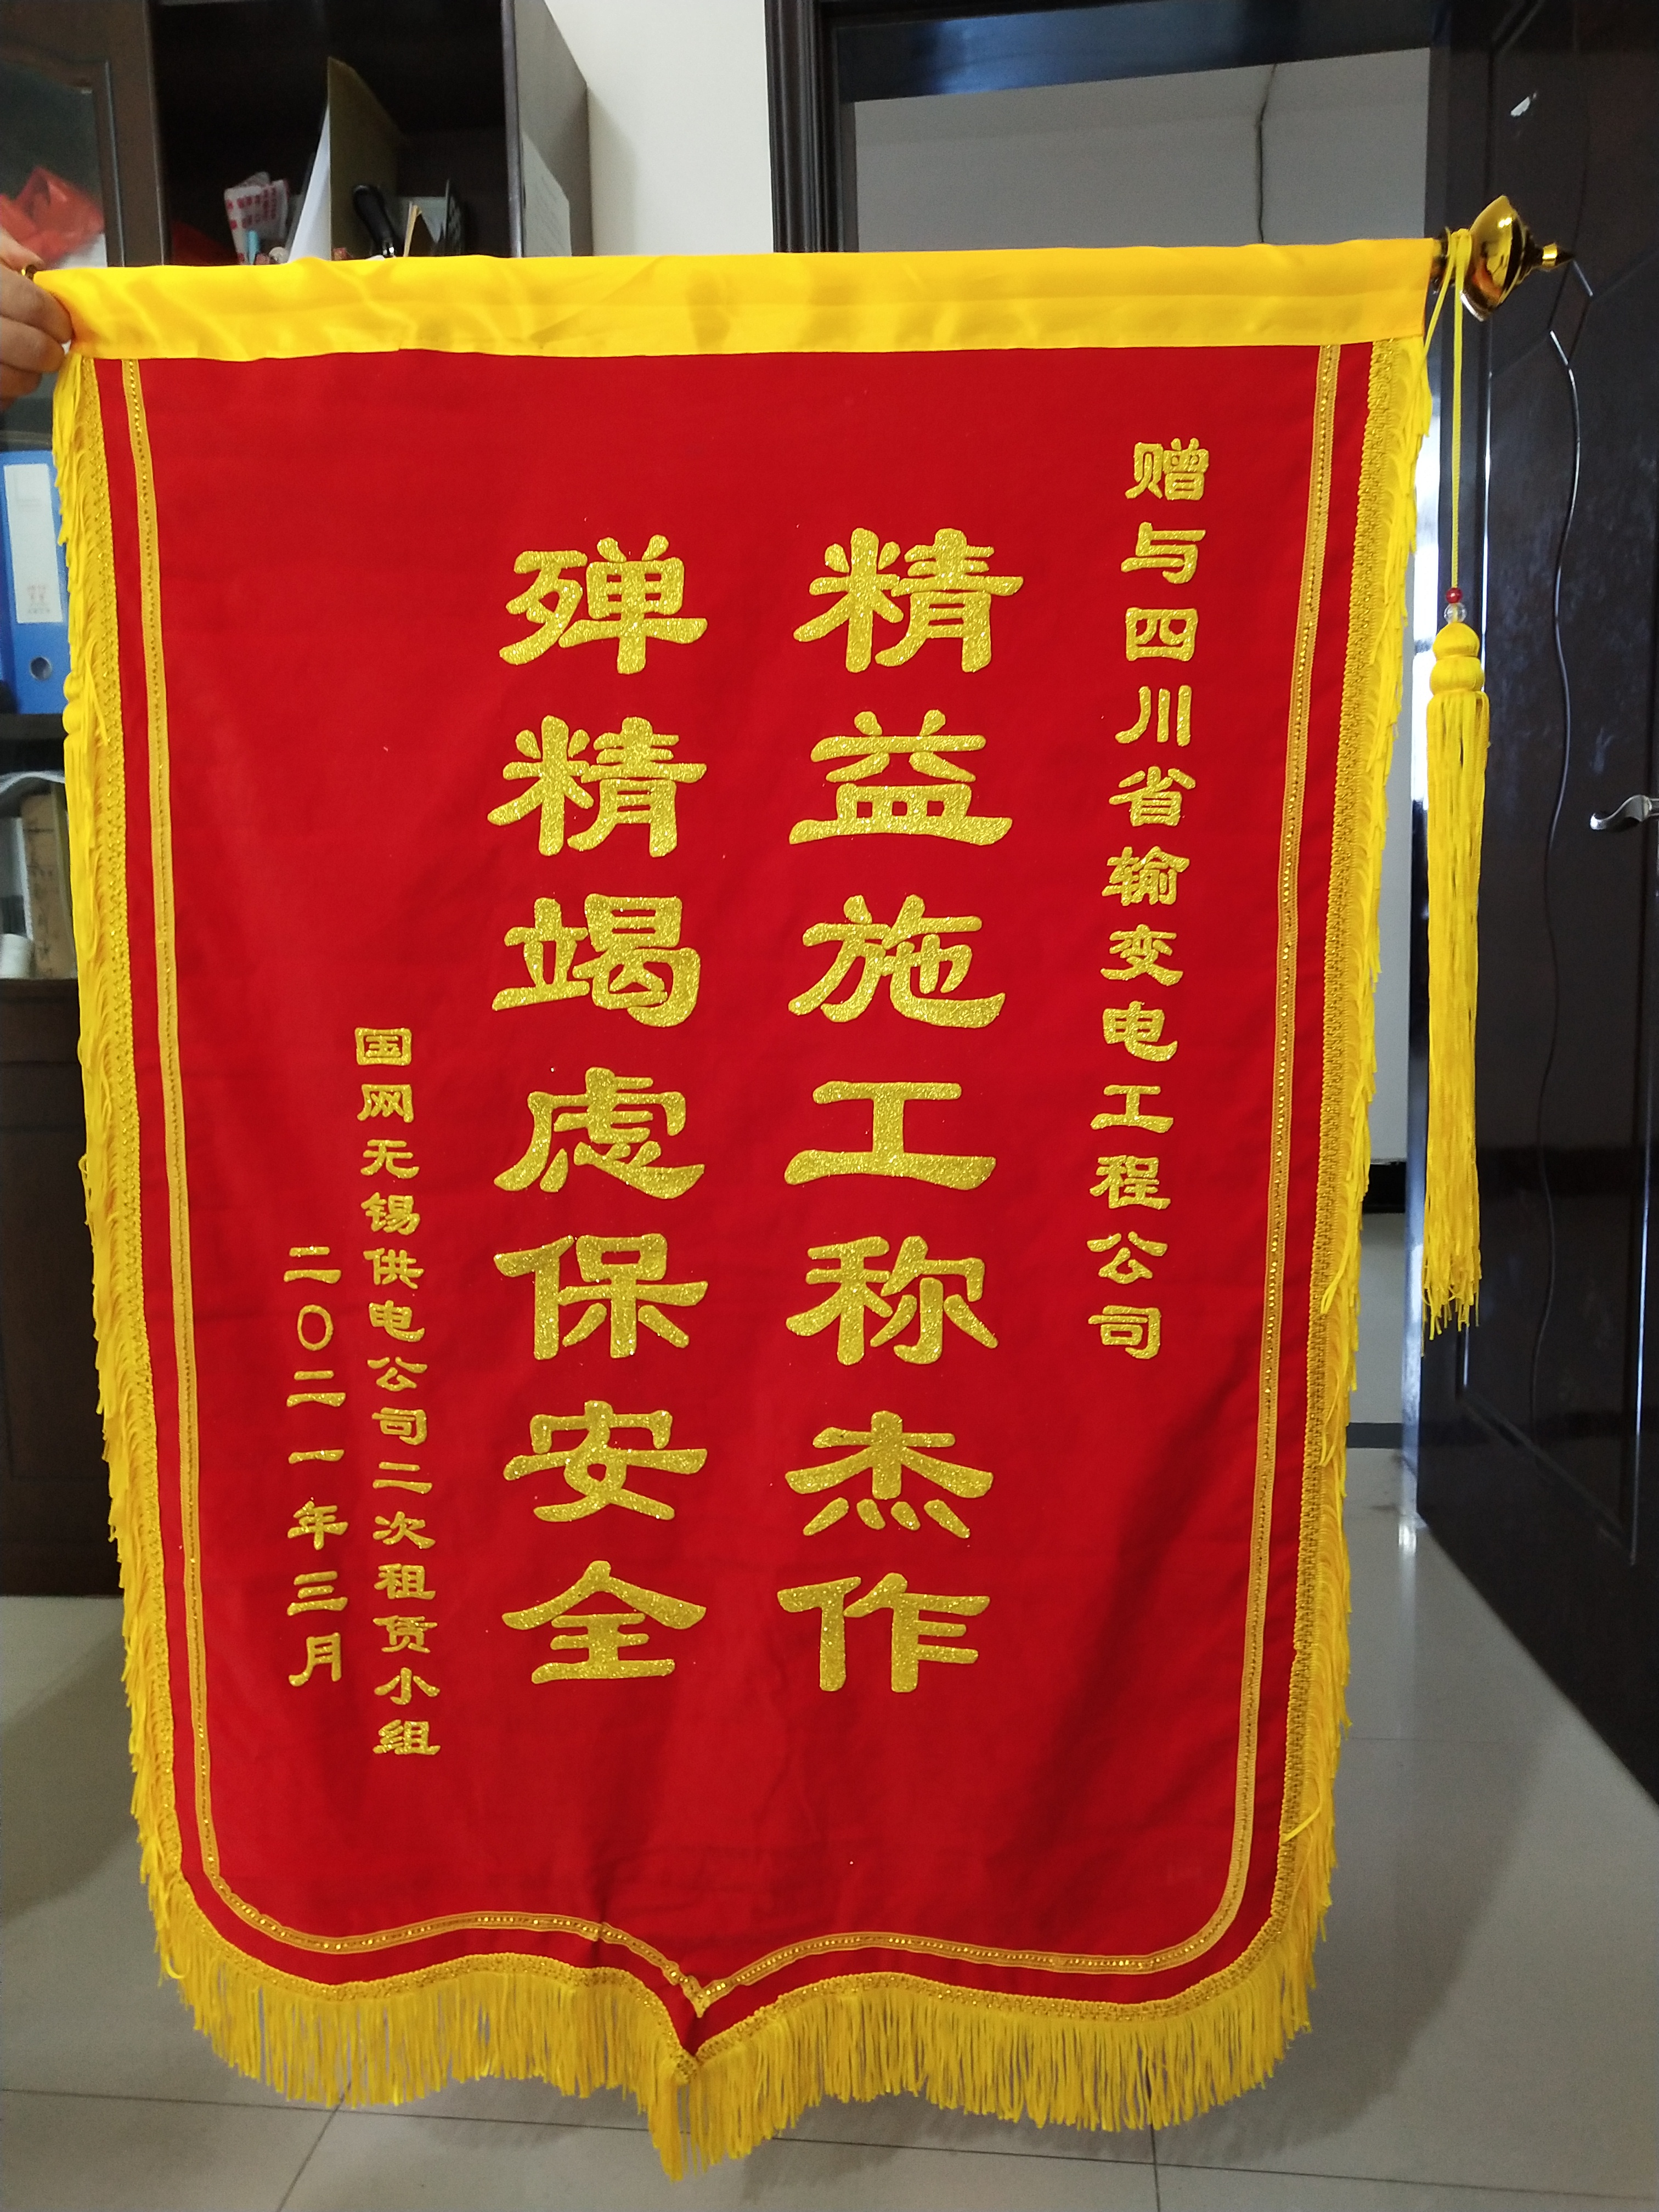 赠与四川省输变电工程公司
精益施工称杰作
殚精竭虑保安全
国网无锡供电公司二次租赁小组
二〇二一年三月